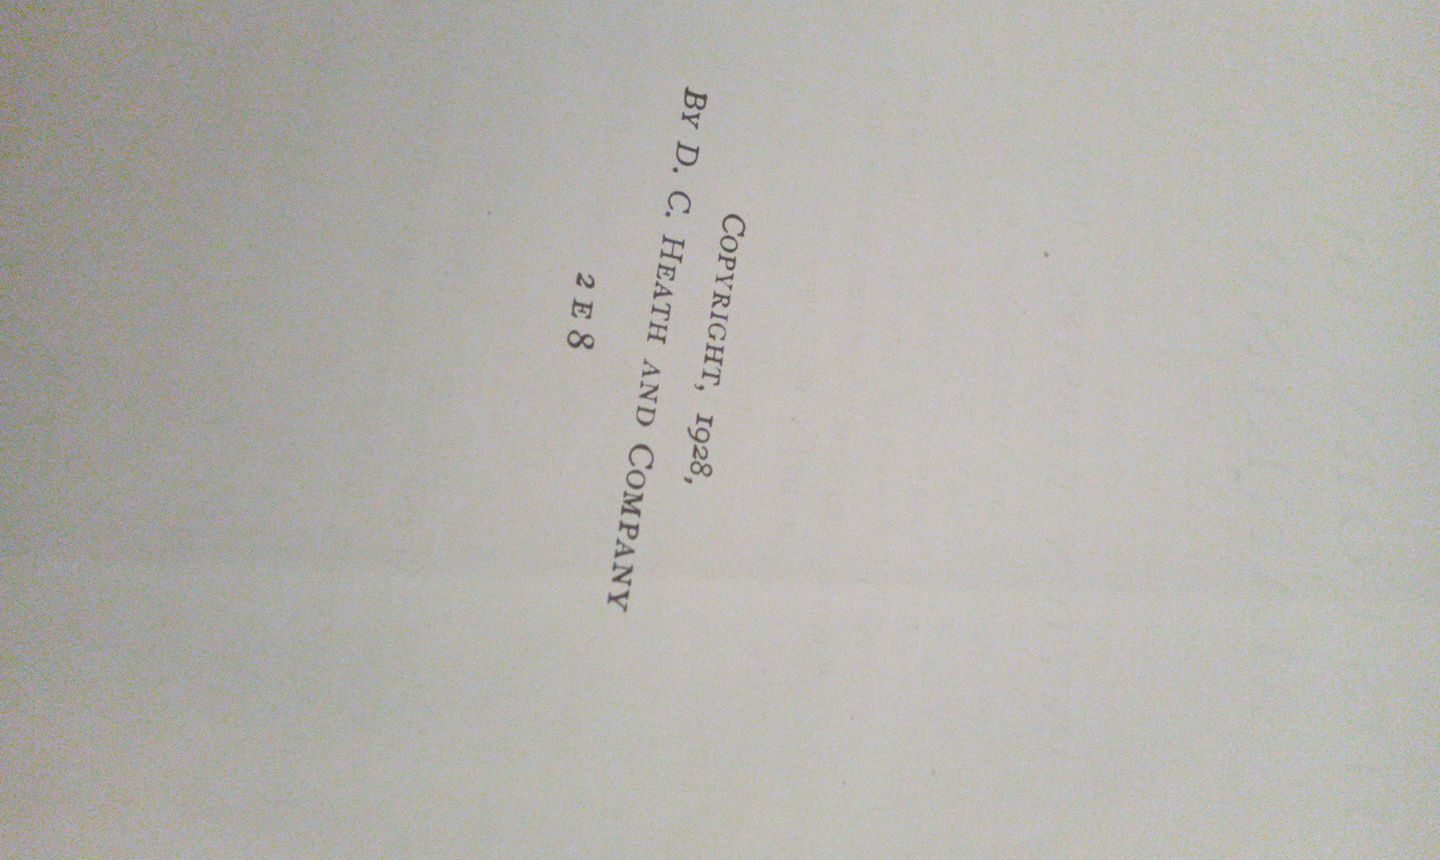 Copyright, 1928,
By D. C. Heath and Company
2 E 8